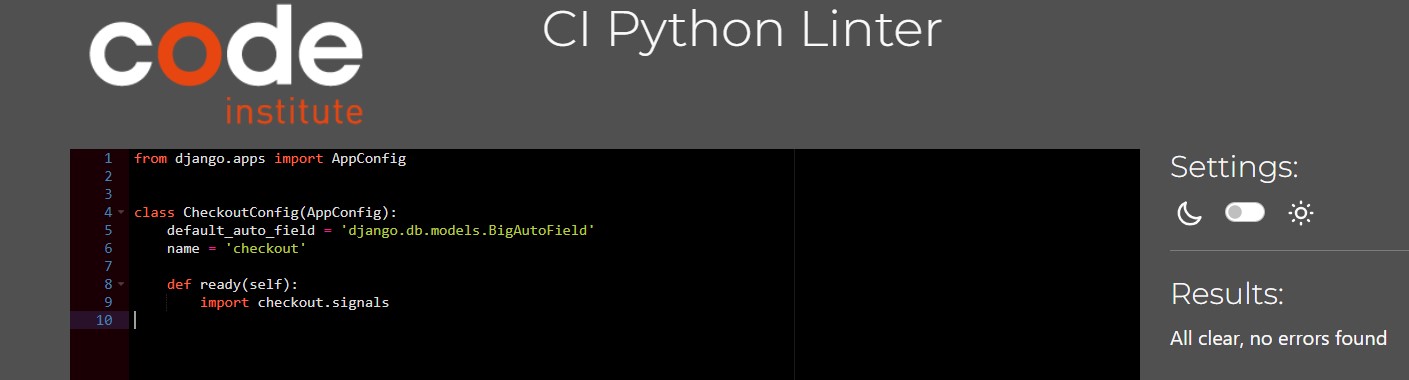 code
institute
CI Python Linter
1 from django.apps import AppConfig
2
3
4 class CheckoutConfig(AppConfig):
5     default_auto_field = 'django.db.models.BigAutoField'
6     name = 'checkout'
7
8     def ready(self):
9         import checkout.signals
10
Settings:
Results:
All clear, no errors found